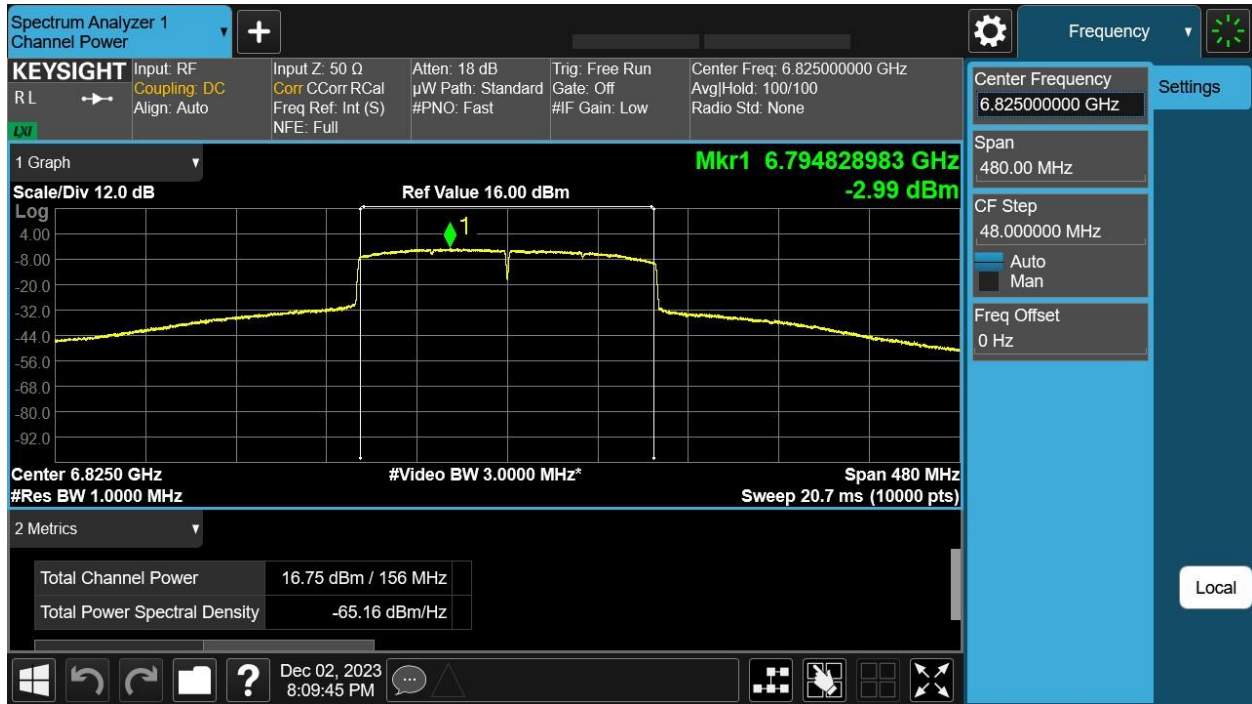 Spectrum Analyzer 1
Channel Power
+
Frequency
KEYSIGHT
R L
LXI
Input: RF
Coupling: DC
Align: Auto
Input Z: 50 Ω
Corr CCorr RCal
Freq Ref: Int (S)
NFE: Full
Atten: 18 dB
µW Path: Standard
#PNO: Fast
Trig: Free Run
Gate: Off
#IF Gain: Low
Center Freq: 6.825000000 GHz
Avg|Hold: 100/100
Radio Std: None
Center Frequency
6.825000000 GHz
Settings
Span
480.00 MHz
CF Step
48.000000 MHz
Auto
Man
Freq Offset
0 Hz
Local
1 Graph
Mkr1 6.794828983 GHz
Scale/Div 12.0 dB
Ref Value 16.00 dBm
-2.99 dBm
Log
1
4.00
-8.00
-20.0
-32.0
-44.0
-56.0
-68.0
-80.0
-92.0
Center 6.8250 GHz
#Video BW 3.0000 MHz*
Span 480 MHz
#Res BW 1.0000 MHz
Sweep 20.7 ms (10000 pts)
2 Metrics
Total Channel Power 16.75 dBm / 156 MHz
Total Power Spectral Density -65.16 dBm/Hz
?
Dec 02, 2023
8:09:45 PM